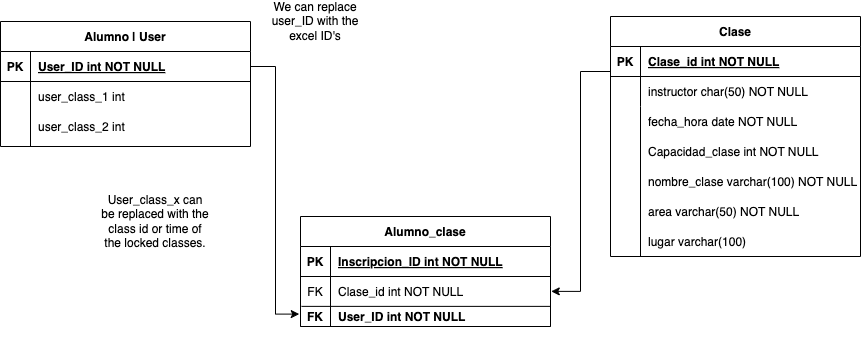 We can replace
user_ID with the
excel ID's
Alumno | User
PK User_ID int NOT NULL
user_class_1 int
user_class_2 int
Clase
PK Clase_id int NOT NULL
instructor char(50) NOT NULL
fecha_hora date NOT NULL
Capacidad_clase int NOT NULL
nombre_clase varchar(100) NOT NULL
area varchar(50) NOT NULL
lugar varchar(100)
User_class_x can
be replaced with the
class id or time of
the locked classes.
Alumno_clase
PK Inscripcion_ID int NOT NULL
FK Clase_id int NOT NULL
FK User_ID int NOT NULL